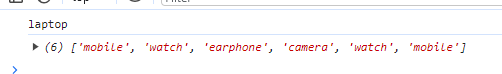 laptop
(6) ['mobile', 'watch', 'earphone', 'camera', 'watch', 'mobile']